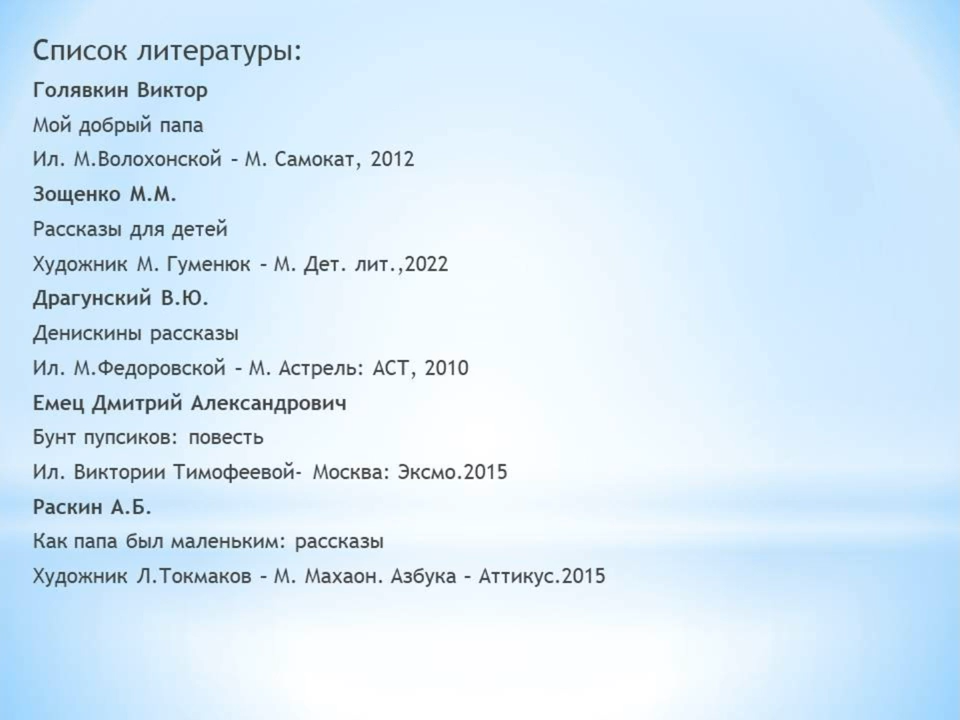 Список литературы:
Голявкин Виктор
Мой добрый папа
Ил. М.Волохонской – М. Самокат, 2012
Зощенко М.М.
Рассказы для детей
Художник М. Гуменюк – М. Дет. лит.,2022
Драгунский В.Ю.
Денискины рассказы
Ил. М.Федоровской – М. Астрель: АСТ, 2010
Емец Дмитрий Александрович
Бунт пупсиков: повесть
Ил. Виктории Тимофеевой- Москва: Эксмо.2015
Раскин А.Б.
Как папа был маленьким: рассказы
Художник Л.Токмаков – М. Махаон. Азбука – Аттикус.2015